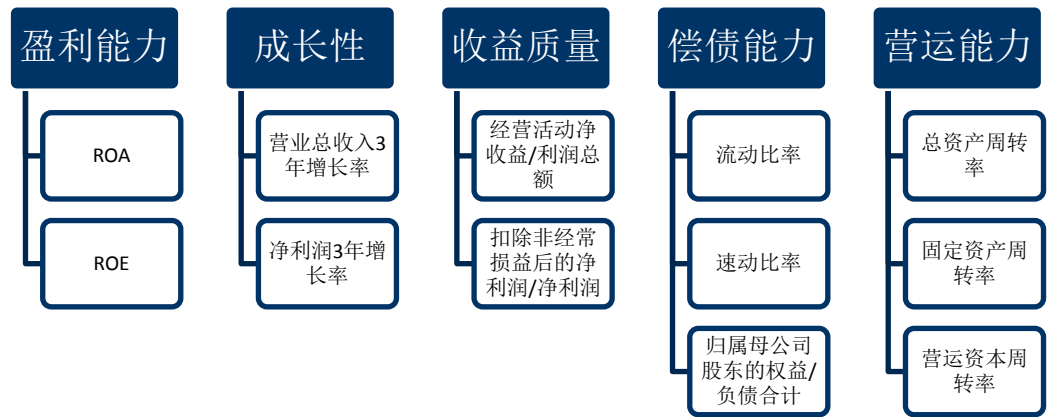 盈利能力
ROA
ROE
成长性
营业总收入3
年增长率
净利润3年增
长率
收益质量
经营活动净
收益/利润总
额
扣除非经常
损益后的净
利润/净利润
偿债能力
流动比率
速动比率
归属母公司
股东的权益/
负债合计
营运能力
总资产周转
率
固定资产周
转率
营运资本周
转率